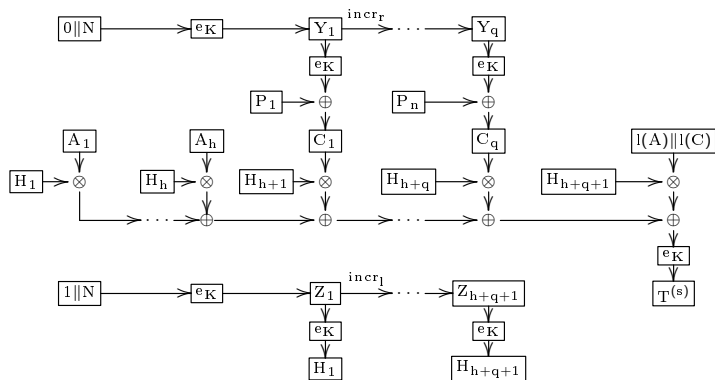 incr_r
0‖N e_K Y_1 · · · Y_q
e_K e_K
P_1 ⊕ P_n ⊕
A_1 A_h C_1 C_q l(A)‖l(C)
H_1 ⊗ H_h ⊗ H_{h+1} ⊗ H_{h+q} ⊗ H_{h+q+1} ⊗
· · · ⊕ ⊕ · · · ⊕ ⊕
e_K
incr_l
1‖N e_K Z_1 · · · Z_{h+q+1} T^{(s)}
e_K e_K
H_1 H_{h+q+1}